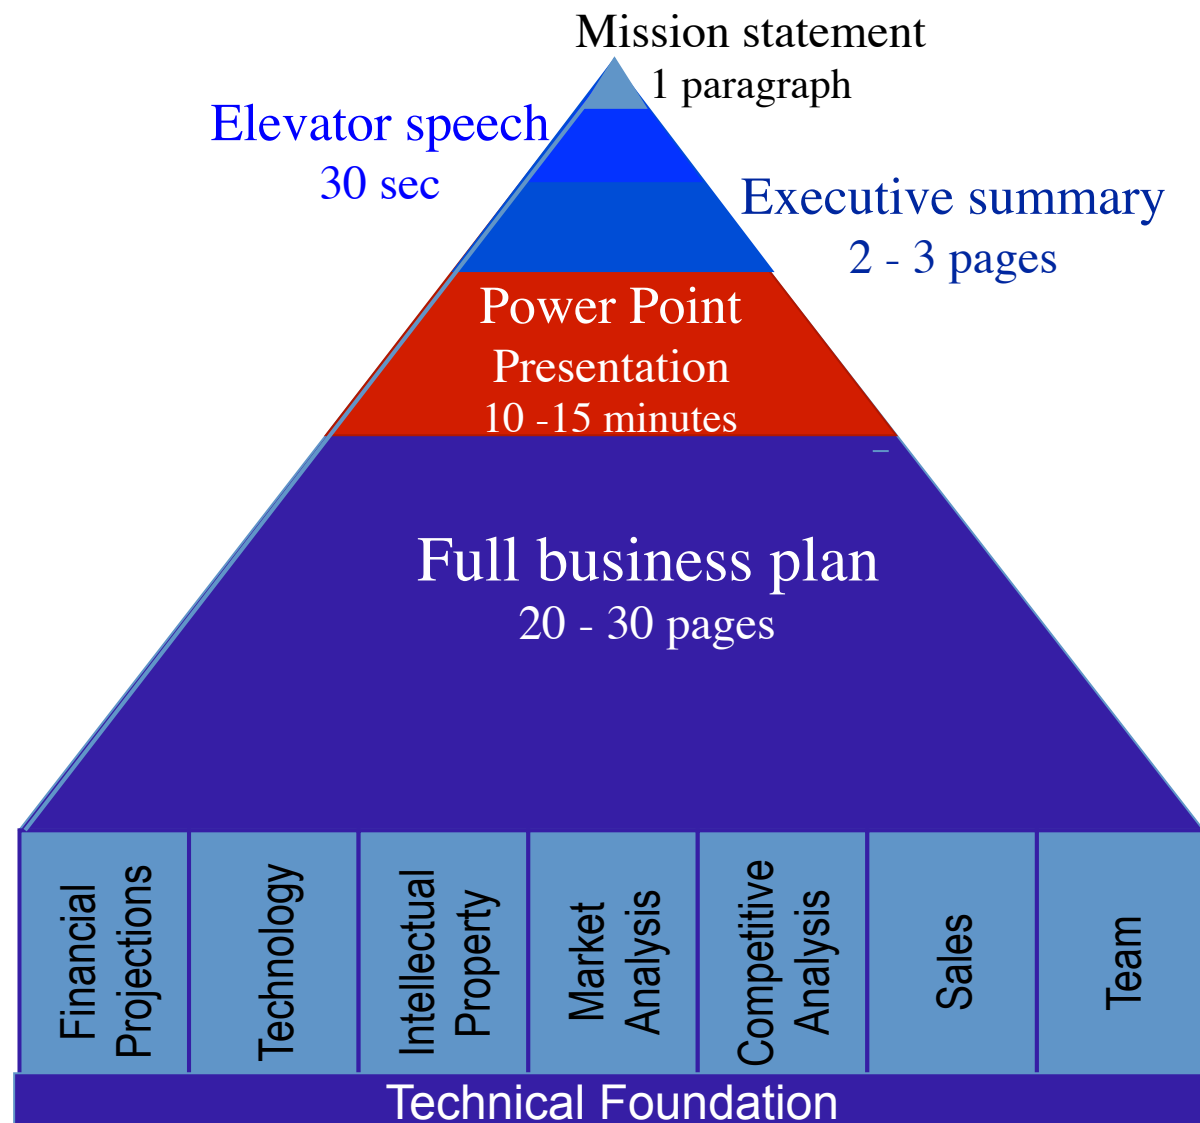 Mission statement
1 paragraph
Elevator speech
30 sec
Executive summary
2 - 3 pages
Power Point
Presentation
10 -15 minutes
–
Full business plan
20 - 30 pages
Financial
Projections
Technology
Intellectual
Property
Market
Analysis
Competitive
Analysis
Sales
Team
Technical Foundation